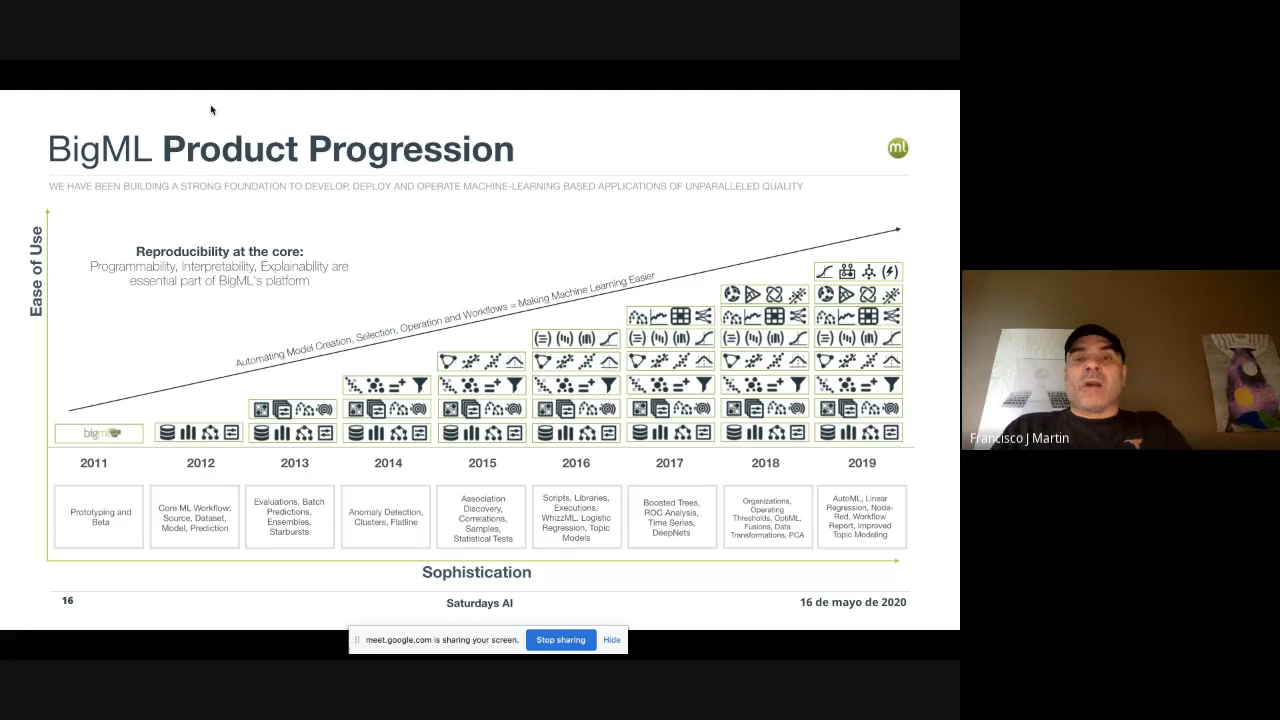 BigML Product Progression
ml
WE HAVE BEEN BUILDING A STRONG FOUNDATION TO DEVELOP, DEPLOY AND OPERATE MACHINE-LEARNING BASED APPLICATIONS OF UNPARALLELED QUALITY
Ease of Use
Reproducibility at the core:
Programmability, Interpretability, Explainability are
essential part of BigML's platform
Automating Model Creation, Selection, Operation and Workflows = Making Machine Learning Easier
bigml
2011
2012
2013
2014
2015
2016
2017
2018
2019
Prototyping and
Beta
Core ML Workflow:
Source, Dataset,
Model, Prediction
Evaluations, Batch
Predictions,
Ensembles,
Starbursts
Anomaly Detection,
Clusters, Flatline
Association
Discovery,
Correlations,
Samples,
Statistical Tests
Scripts, Libraries,
Executions,
WhizzML, Logistic
Regression, Topic
Models
Boosted Trees,
ROC Analysis,
Time Series,
DeepNets
Organizations,
Operating
Thresholds, OptiML,
Fusions, Data
Transformations, PCA
AutoML, Linear
Regression, Node-
Red, Workflow
Report, Improved
Topic Modeling
Sophistication
16
Saturdays AI
16 de mayo de 2020
meet.google.com is sharing your screen.
Stop sharing
Hide
Francisco J Martin